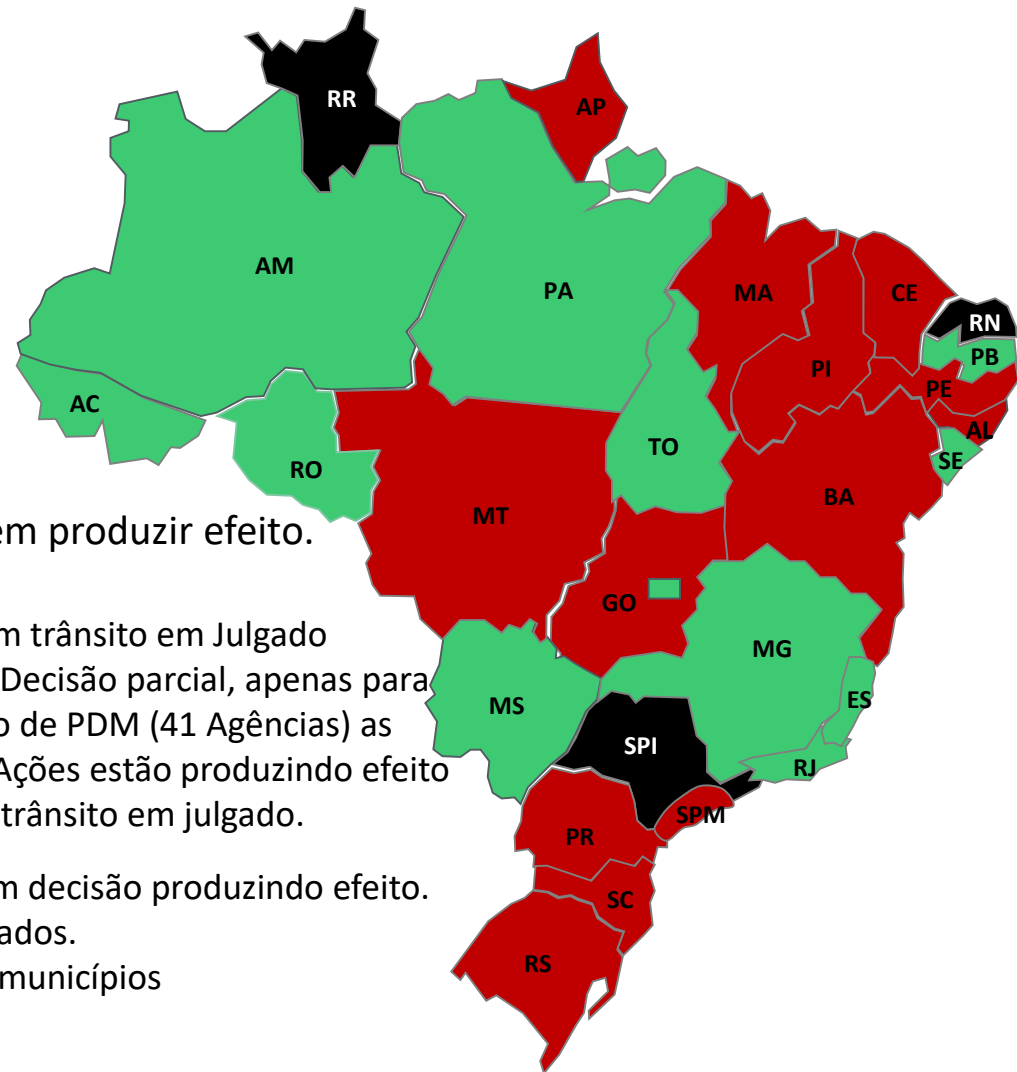 RR
AP
AM
PA
MA
CE
RN
PB
PI
PE
AC
AL
TO
SE
RO
BA
MT
em produzir efeito.
GO
m trânsito em Julgado
MG
Decisão parcial, apenas para
ES
MS
o de PDM (41 Agências) as
SPI
Ações estão produzindo efeito
RJ
trânsito em julgado.
SPM
PR
m decisão produzindo efeito.
SC
ados.
RS
municípios